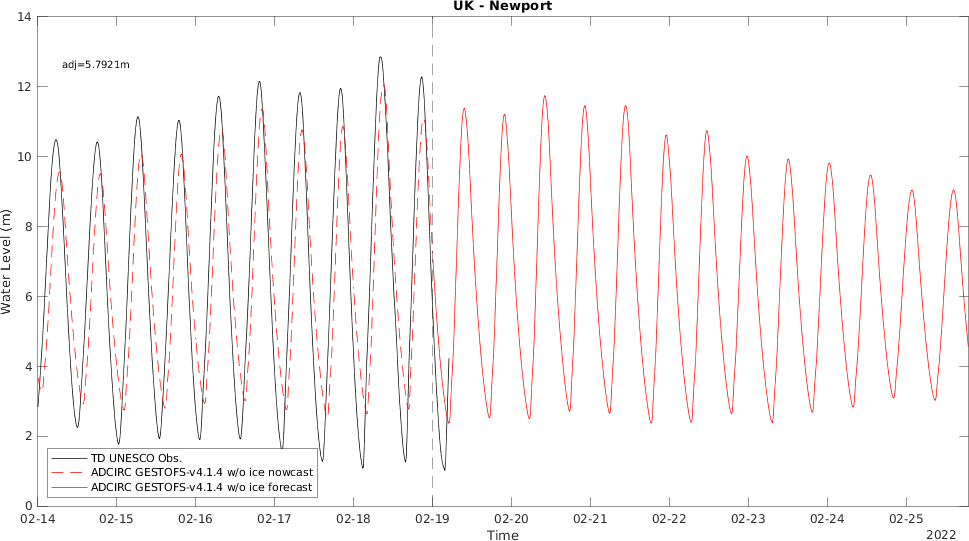 UK - Newport
adj=5.7921m
14
12
10
8
6
4
2
0
Water Level (m)
TD UNESCO Obs.
ADCIRC GESTOFS-v4.1.4 w/o ice nowcast
ADCIRC GESTOFS-v4.1.4 w/o ice forecast
02-14 02-15 02-16 02-17 02-18 02-19 02-20 02-21 02-22 02-23 02-24 02-25
Time
2022